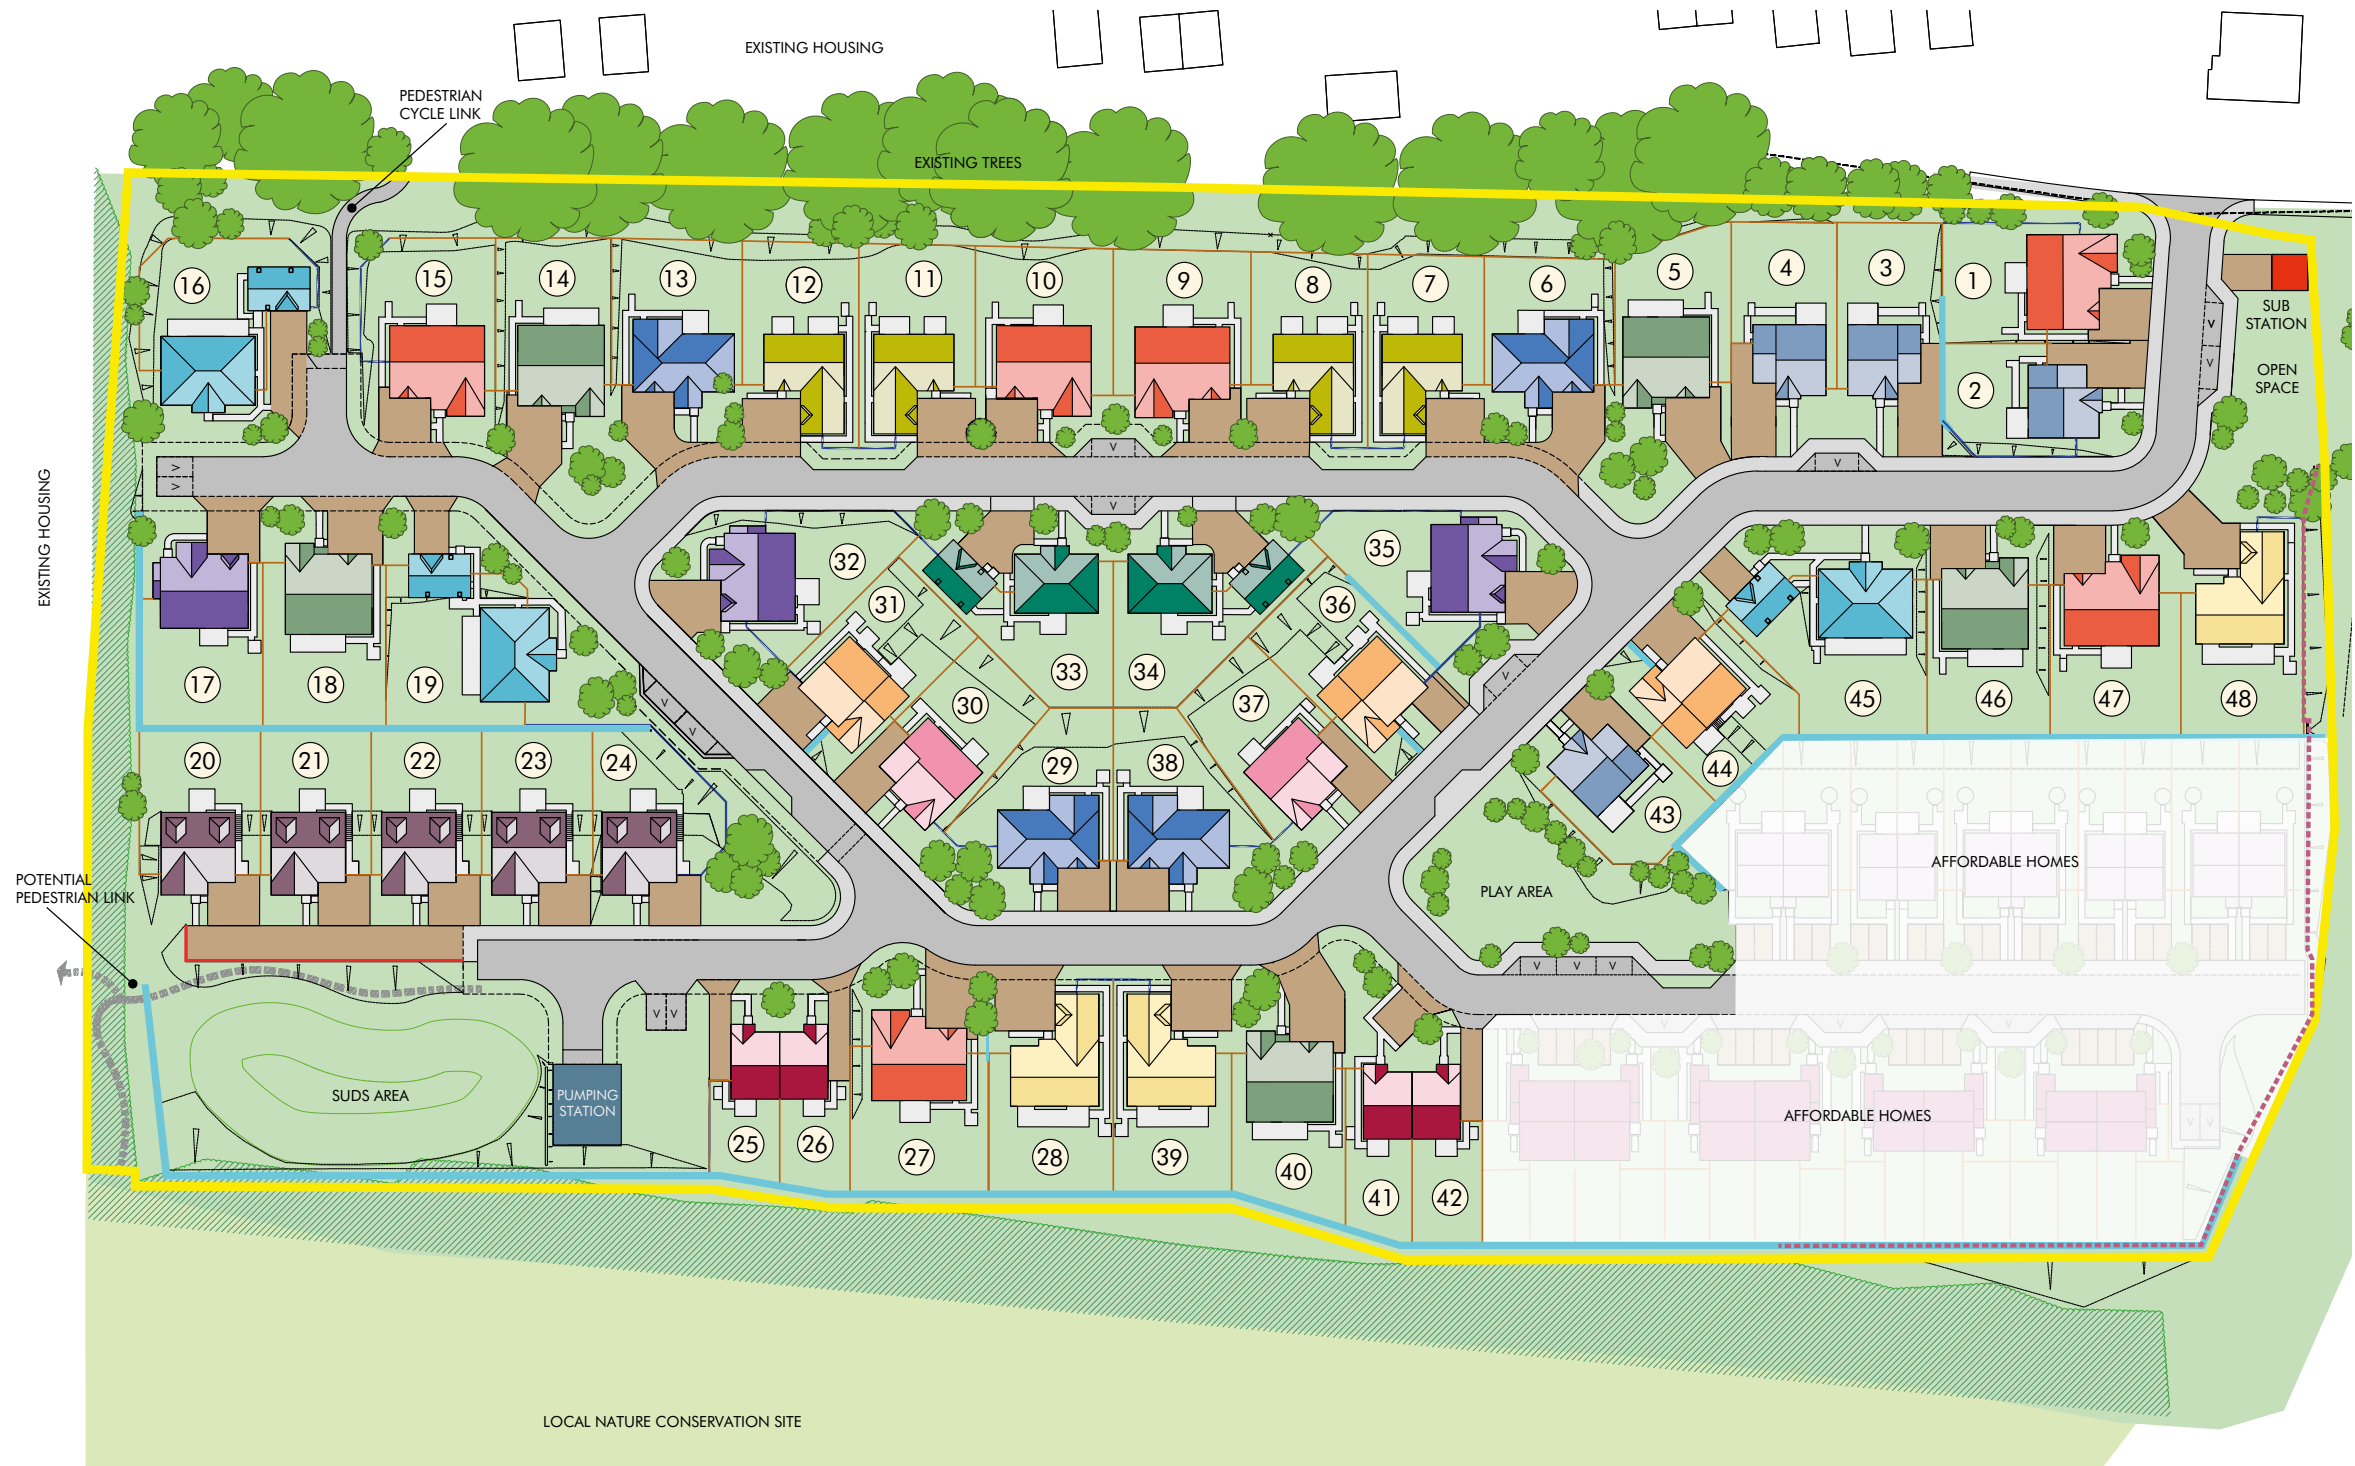 EXISTING HOUSING
PEDESTRIAN
CYCLE LINK
EXISTING TREES
16
15
14
13
12
11
10
9
8
7
6
5
4
3
1
SUB
STATION
OPEN
SPACE
2
V
V
V
V
V
V
EXISTING HOUSING
V
32
35
31
36
17
18
19
33
34
30
37
45
46
47
48
V
V
V
20
21
22
23
24
29
38
44
43
AFFORDABLE HOMES
POTENTIAL
PEDESTRIAN LINK
PLAY AREA
V
V
V
V
V
SUDS AREA
PUMPING
STATION
25
26
27
28
39
40
41
42
AFFORDABLE HOMES
V
V
V
V
LOCAL NATURE CONSERVATION SITE